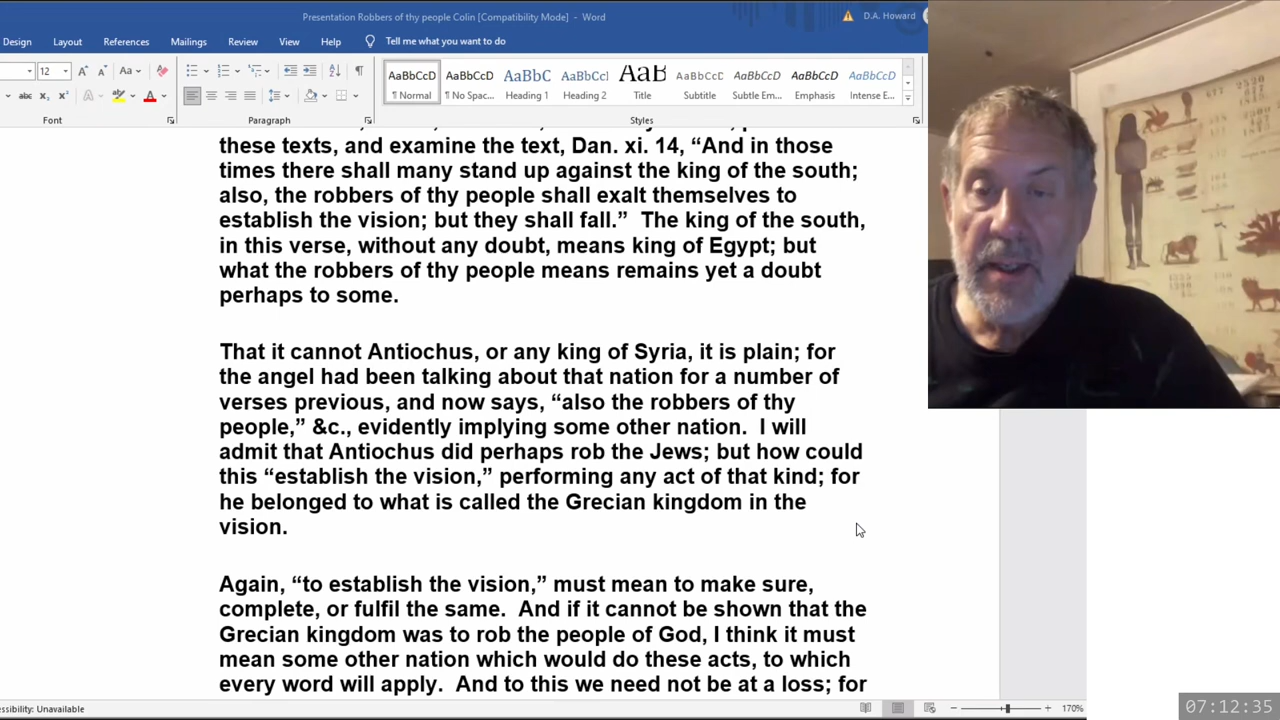 Presentation Robbers of thy people Colin [Compatibility Mode] - Word
D.A. Howard
Design Layout References Mailings Review View Help Tell me what you want to do
12
Aa
AaBbCcD AaBbCcD AaBbC AaBbCcI AaB AaBbCcD AaBbCcD AaBbCcD AaBbCcD
¶ Normal ¶ No Spac... Heading 1 Heading 2 Title Subtitle Subtle Em... Emphasis Intense E...
Font Paragraph Styles
these texts, and examine the text, Dan. xi. 14, “And in those
times there shall many stand up against the king of the south;
also, the robbers of thy people shall exalt themselves to
establish the vision; but they shall fall.”  The king of the south,
in this verse, without any doubt, means king of Egypt; but
what the robbers of thy people means remains yet a doubt
perhaps to some.
That it cannot Antiochus, or any king of Syria, it is plain; for
the angel had been talking about that nation for a number of
verses previous, and now says, “also the robbers of thy
people,” &c., evidently implying some other nation.  I will
admit that Antiochus did perhaps rob the Jews; but how could
this “establish the vision,” performing any act of that kind; for
he belonged to what is called the Grecian kingdom in the
vision.
Again, “to establish the vision,” must mean to make sure,
complete, or fulfil the same.  And if it cannot be shown that the
Grecian kingdom was to rob the people of God, I think it must
mean some other nation which would do these acts, to which
every word will apply.  And to this we need not be at a loss; for
ssibility: Unavailable
170%
07:12:35